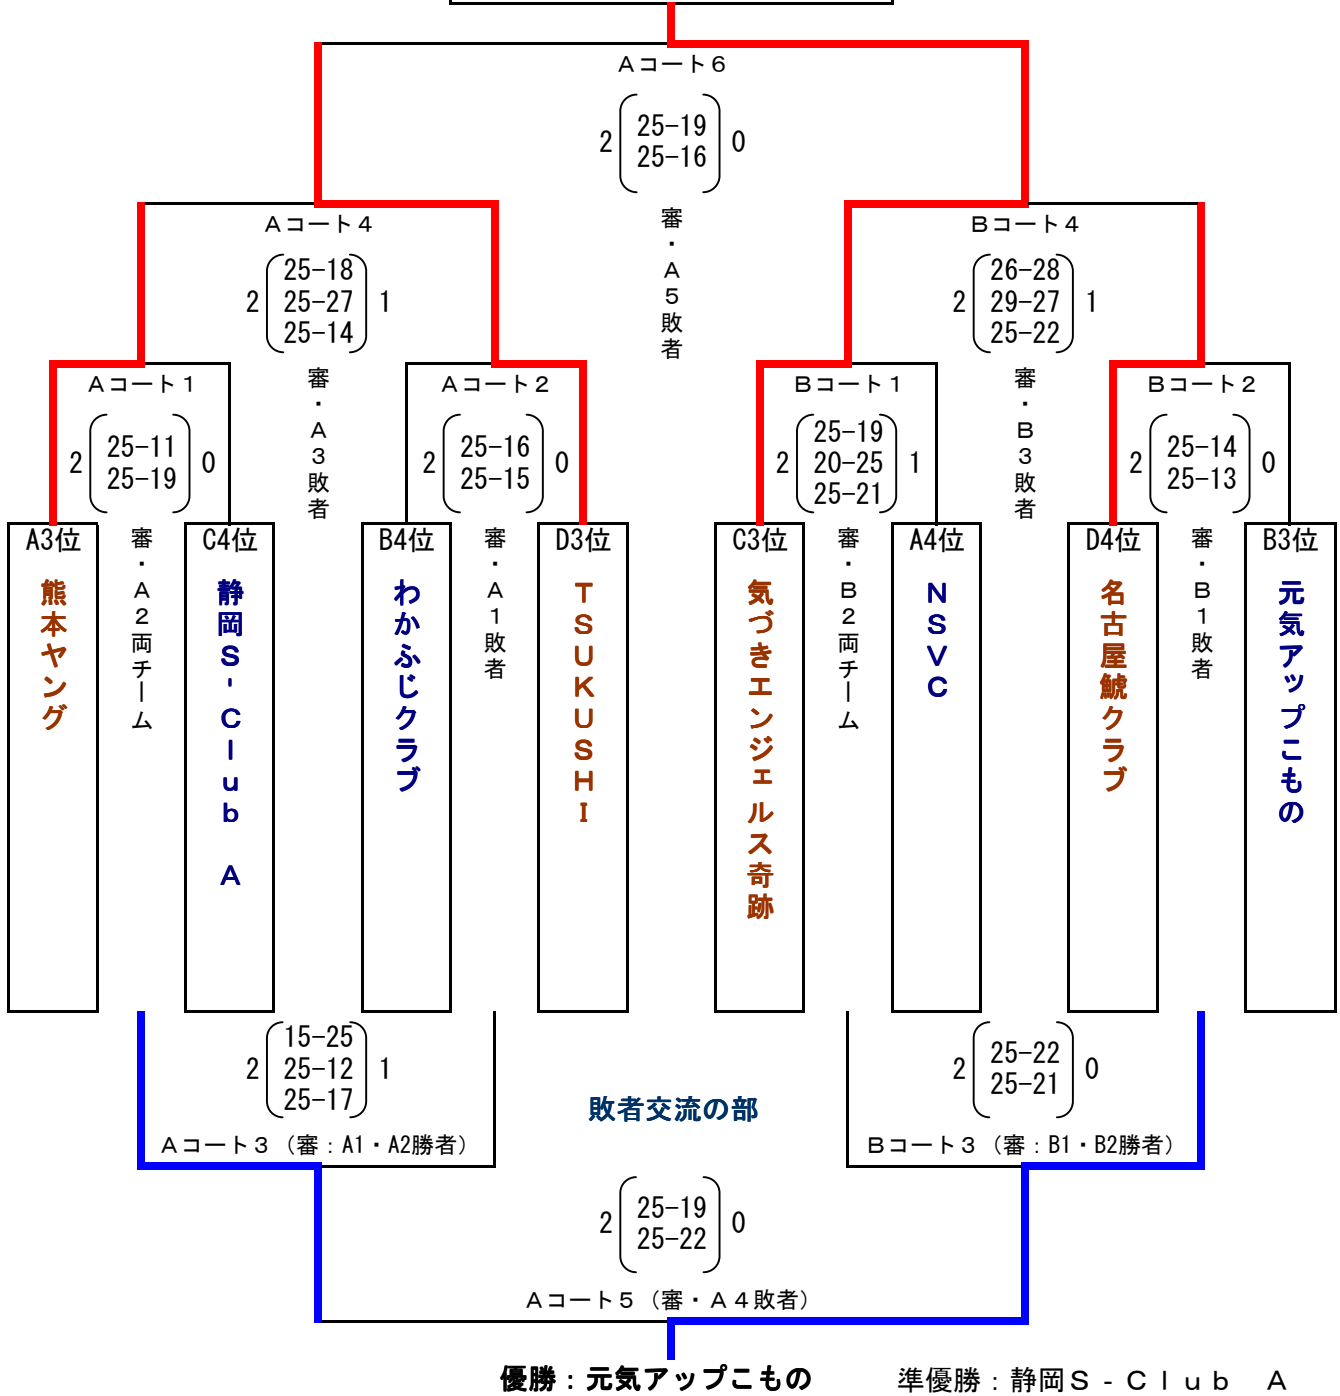 Aコート6
2 25-19 0
25-16
審・A5敗者
Aコート4
2 25-18 1
25-27
25-14
審・A3敗者
Bコート4
2 26-28 1
29-27
25-22
審・B3敗者
Aコート1
2 25-11 0
25-19
審・A2両チーム
Aコート2
2 25-16 0
25-15
審・A1敗者
Bコート1
2 25-19 1
20-25
25-21
審・B2両チーム
Bコート2
2 25-14 0
25-13
審・B1敗者
A3位
熊本ヤング
C4位
静岡S-Club A
B4位
わかふじクラブ
D3位
TSUKUSHI
C3位
気づきエンジェルス奇跡
A4位
NSVC
D4位
名古屋鯱クラブ
B3位
元気アップこもの
2 15-25 1
25-12
25-17
Aコート3(審:A1・A2勝者)
2 25-22 0
25-21
Bコート3(審:B1・B2勝者)
敗者交流の部
2 25-19 0
25-22
Aコート5(審・A4敗者)
優勝:元気アップこもの 準優勝:静岡S-Club A